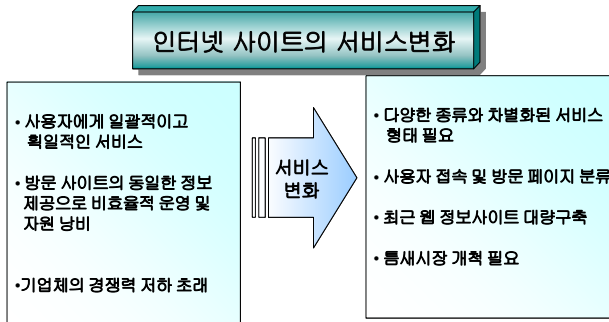 인터넷 사이트의 서비스변화
• 사용자에게 일괄적이고
획일적인 서비스
• 방문 사이트의 동일한 정보
제공으로 비효율적 운영 및
자원 낭비
•기업체의 경쟁력 저하 초래
서비스
변화
• 다양한 종류와 차별화된 서비스
형태 필요
• 사용자 접속 및 방문 페이지 분류
• 최근 웹 정보사이트 대량구축
• 틈새시장 개척 필요